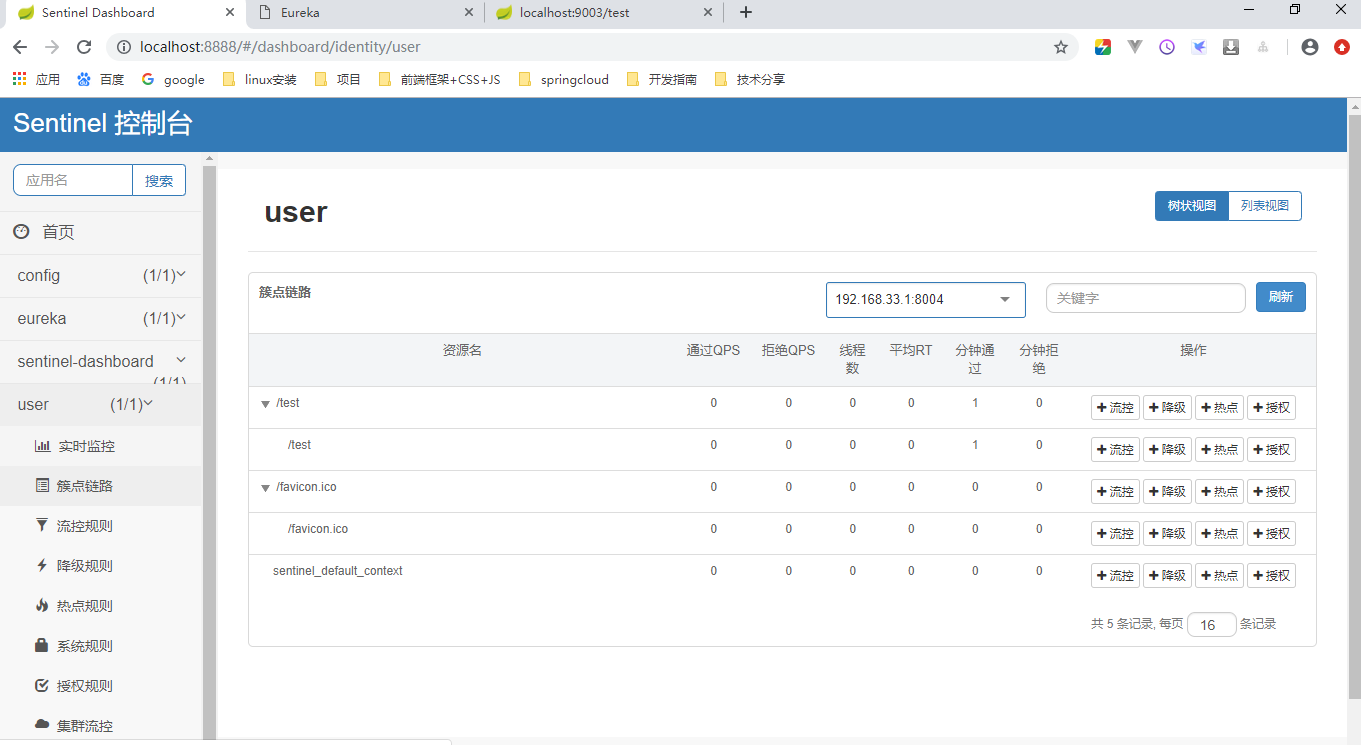 Sentinel Dashboard
Eureka
localhost:9003/test
localhost:8888/#/dashboard/identity/user
应用 百度 google linux安装 项目 前端框架+CSS+JS springcloud 开发指南 技术分享
Sentinel 控制台
应用名 搜索
首页
config (1/1)
eureka (1/1)
sentinel-dashboard (1/1)
user (1/1)
实时监控
簇点链路
流控规则
降级规则
热点规则
系统规则
授权规则
集群流控
user
树状视图 列表视图
簇点链路 192.168.33.1:8004 关键字 刷新
资源名 通过QPS 拒绝QPS 线程数 平均RT 分钟通过 分钟拒绝 操作
/test 0 0 0 0 1 0 流控 降级 热点 授权
/test 0 0 0 0 1 0 流控 降级 热点 授权
/favicon.ico 0 0 0 0 0 0 流控 降级 热点 授权
/favicon.ico 0 0 0 0 0 0 流控 降级 热点 授权
sentinel_default_context 0 0 0 0 0 0 流控 降级 热点 授权
共 5 条记录, 每页 16 条记录